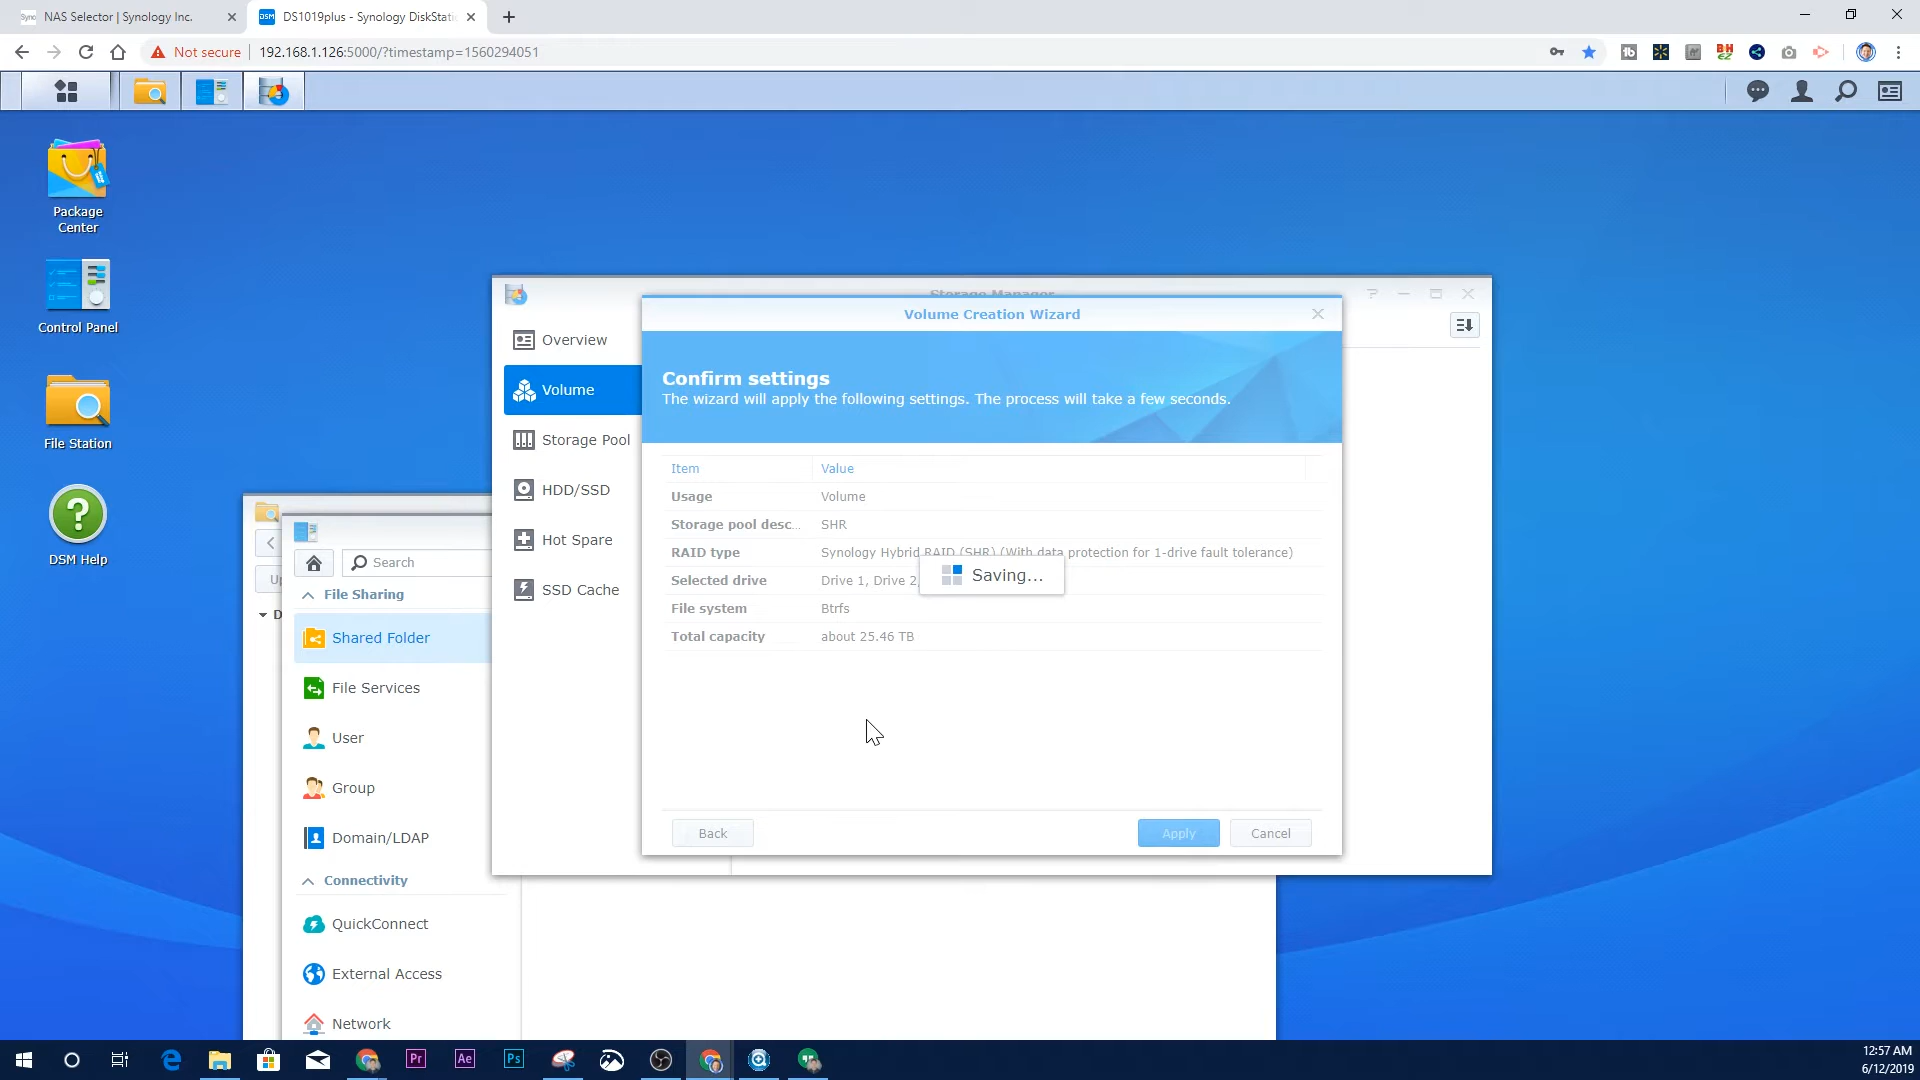 NAS Selector | Synology Inc.
DS1019plus - Synology DiskStati
Not secure
192.168.1.126:5000/?timestamp=1560294051
Package
Center
Control Panel
File Station
DSM Help
Search
File Sharing
Shared Folder
File Services
User
Group
Domain/LDAP
Connectivity
QuickConnect
External Access
Network
Storage Manager
Overview
Volume
Storage Pool
HDD/SSD
Hot Spare
SSD Cache
Volume Creation Wizard
Confirm settings
The wizard will apply the following settings. The process will take a few seconds.
Item Value
Usage Volume
Storage pool desc... SHR
RAID type Synology Hybrid RAID (SHR) (With data protection for 1-drive fault tolerance)
Selected drive Drive 1, Drive 2,
File system Btrfs
Total capacity about 25.46 TB
Saving...
Back
Apply
Cancel
Pr
Ae
Ps
12:57 AM
6/12/2019